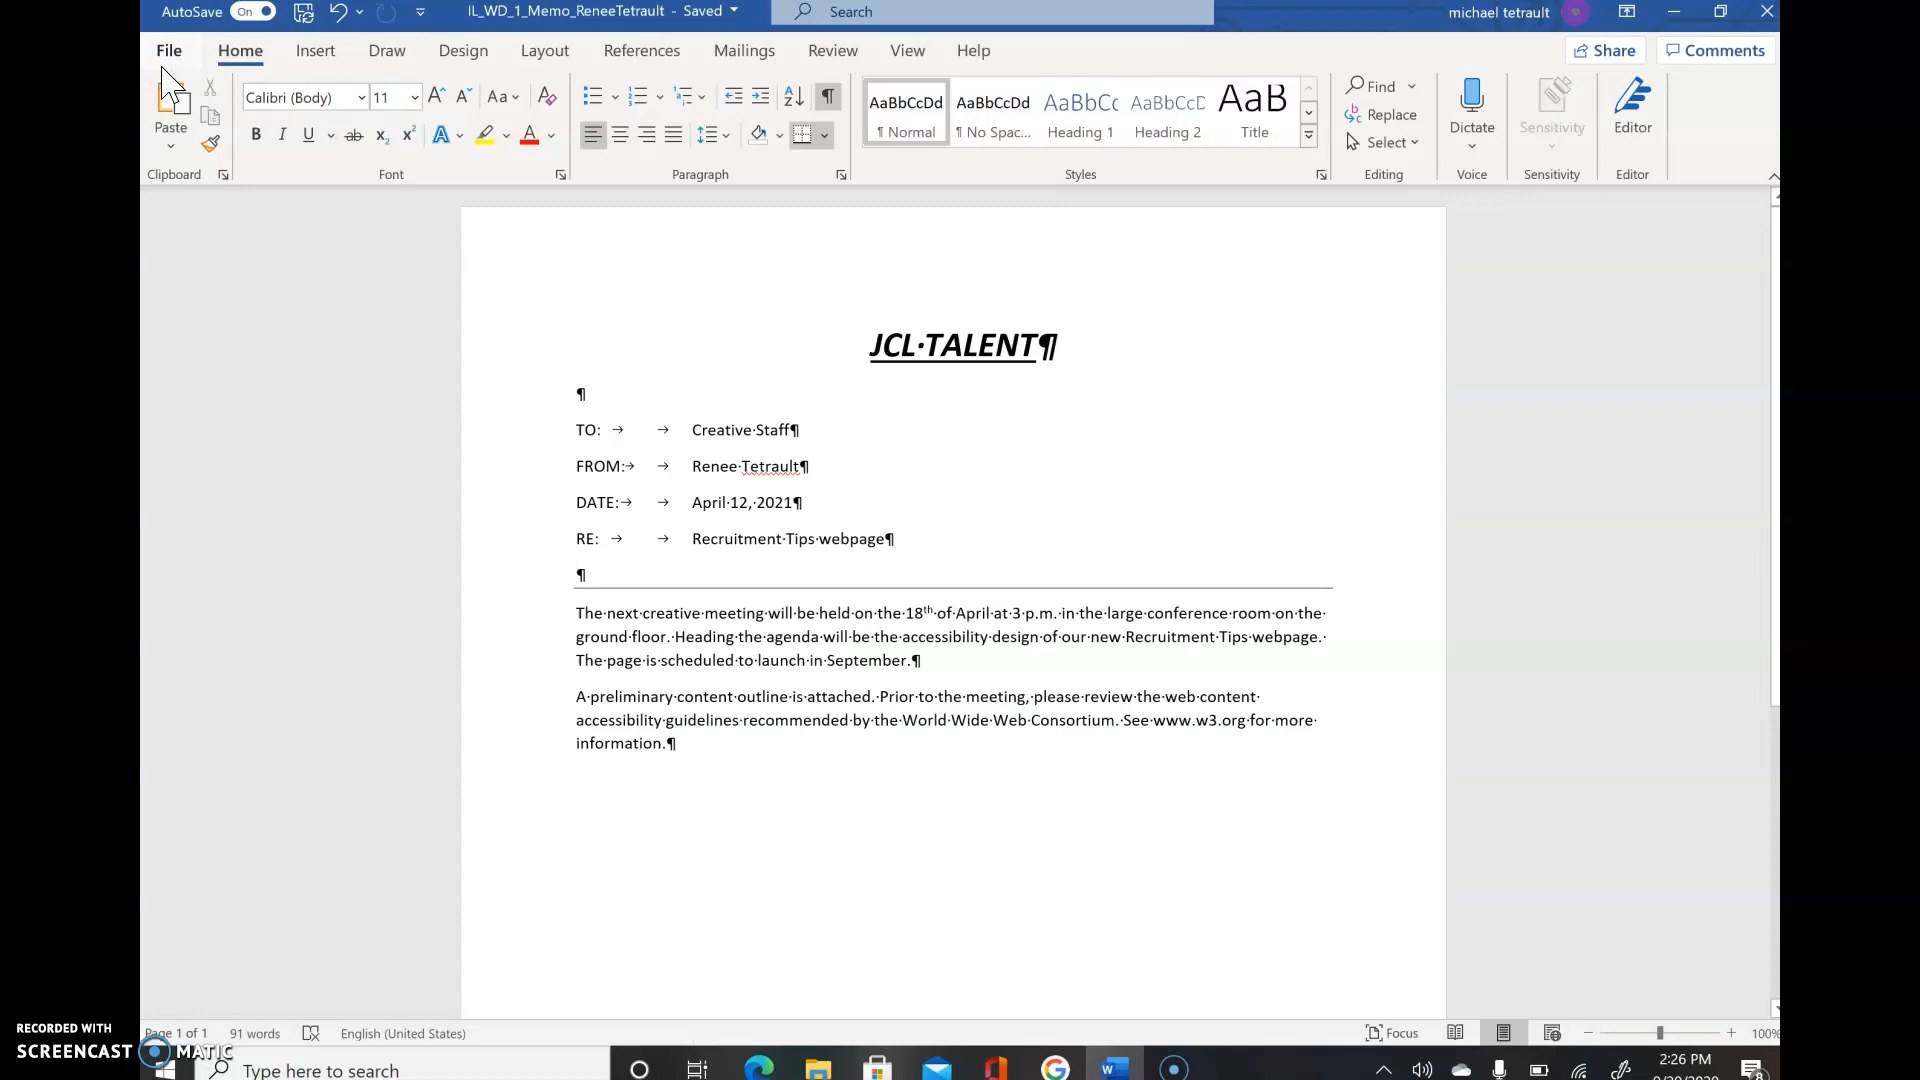 AutoSave On IL_WD_1_Memo_ReneeTetrault - Saved Search michael tetrault
File Home Insert Draw Design Layout References Mailings Review View Help Share Comments
Calibri (Body) 11 Aa AaBbCcDd AaBbCcDd AaBbCc AaBbCcD AaB Find
Replace
Paste ¶ Normal ¶ No Spac... Heading 1 Heading 2 Title Select Dictate Sensitivity Editor
Clipboard Font Paragraph Styles Editing Voice Sensitivity Editor
JCL·TALENT¶
¶
TO: → → Creative·Staff¶
FROM:→ → Renee·Tetrault¶
DATE:→ → April·12,·2021¶
RE: → → Recruitment·Tips·webpage¶
¶
The·next·creative·meeting·will·be·held·on·the·18th·of·April·at·3·p.m.·in·the·large·conference·room·on·the·
ground·floor.·Heading·the·agenda·will·be·the·accessibility·design·of·our·new·Recruitment·Tips·webpage.·
The·page·is·scheduled·to·launch·in·September.¶
A·preliminary·content·outline·is·attached.·Prior·to·the·meeting,·please·review·the·web·content·
accessibility·guidelines·recommended·by·the·World·Wide·Web·Consortium.·See·www.w3.org·for·more·
information.¶
Page 1 of 1 91 words English (United States) Focus 100%
RECORDED WITH
SCREENCAST MATIC
Type here to search 2:26 PM